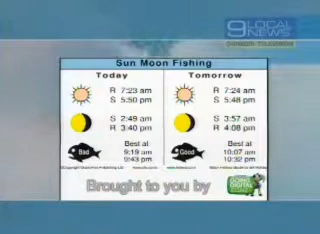 9 LOCAL
NEWS
Sun Moon Fishing
Today
Tomorrow
R 7:23 am
S 5:50 pm
R 7:24 am
S 5:48 pm
S 2:49 am
R 3:40 pm
S 3:57 am
R 4:08 pm
Bad
Best at
9:19 am
9:43 pm
Good
Best at
10:07 am
10:32 pm
Brought to you by
GOING
DIGITAL